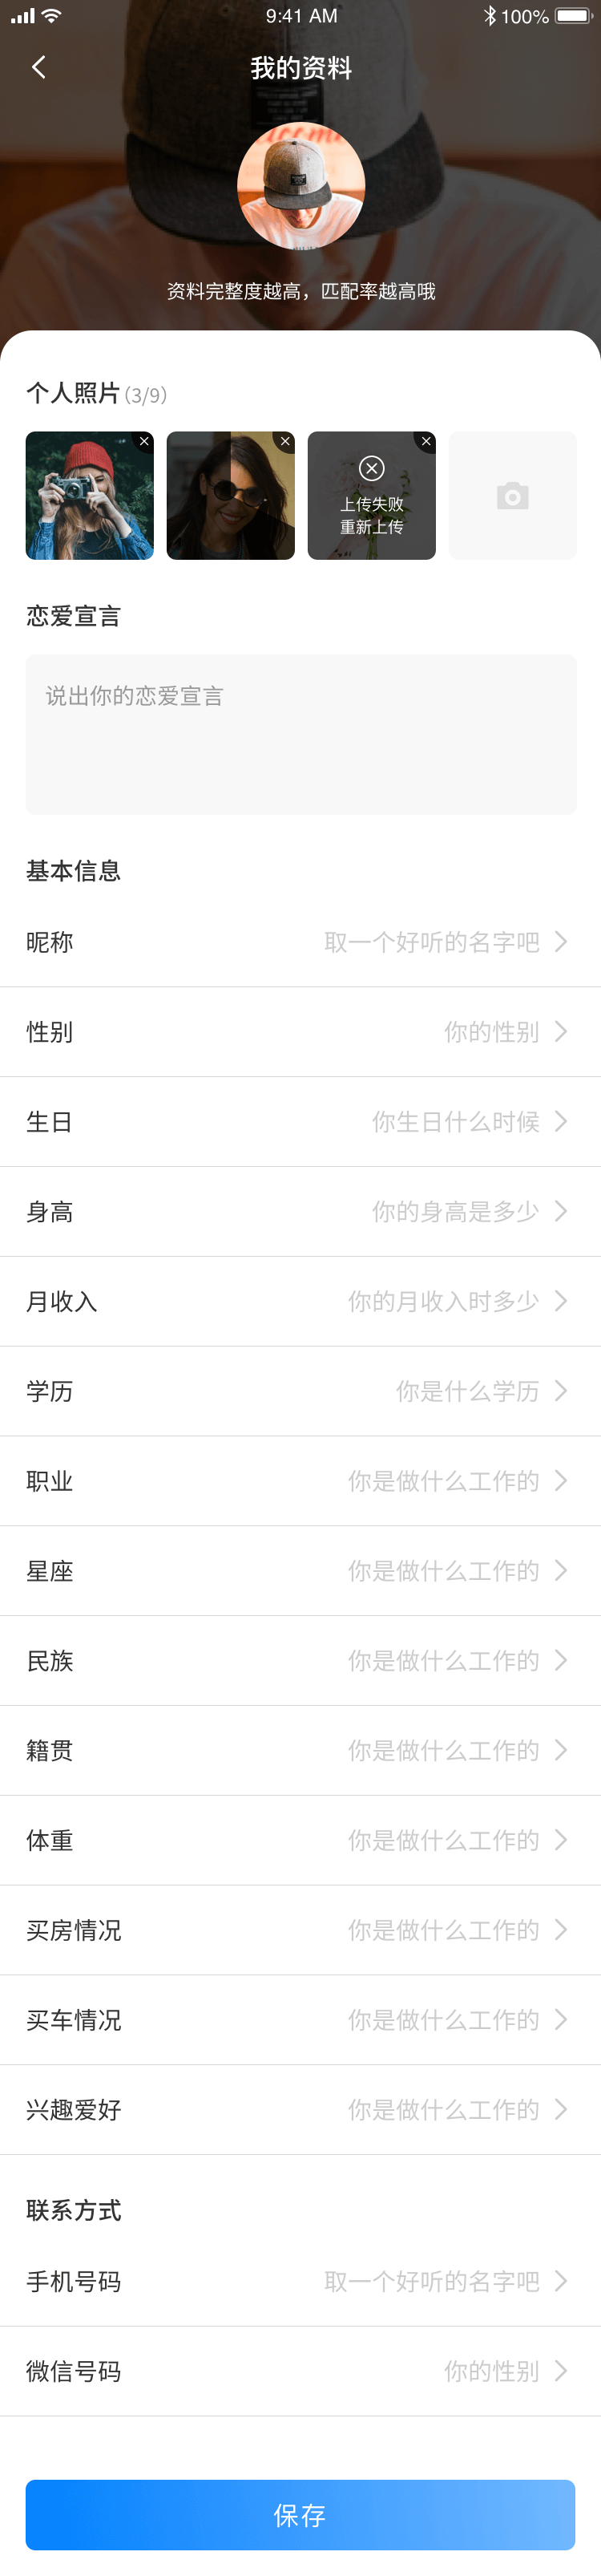 9:41 AM
100%
我的资料
资料完整度越高，匹配率越高哦
个人照片(3/9)
上传失败
重新上传
恋爱宣言
说出你的恋爱宣言
基本信息
昵称 取一个好听的名字吧
性别 你的性别
生日 你生日什么时候
身高 你的身高是多少
月收入 你的月收入时多少
学历 你是什么学历
职业 你是做什么工作的
星座 你是做什么工作的
民族 你是做什么工作的
籍贯 你是做什么工作的
体重 你是做什么工作的
买房情况 你是做什么工作的
买车情况 你是做什么工作的
兴趣爱好 你是做什么工作的
联系方式
手机号码 取一个好听的名字吧
微信号码 你的性别
保存